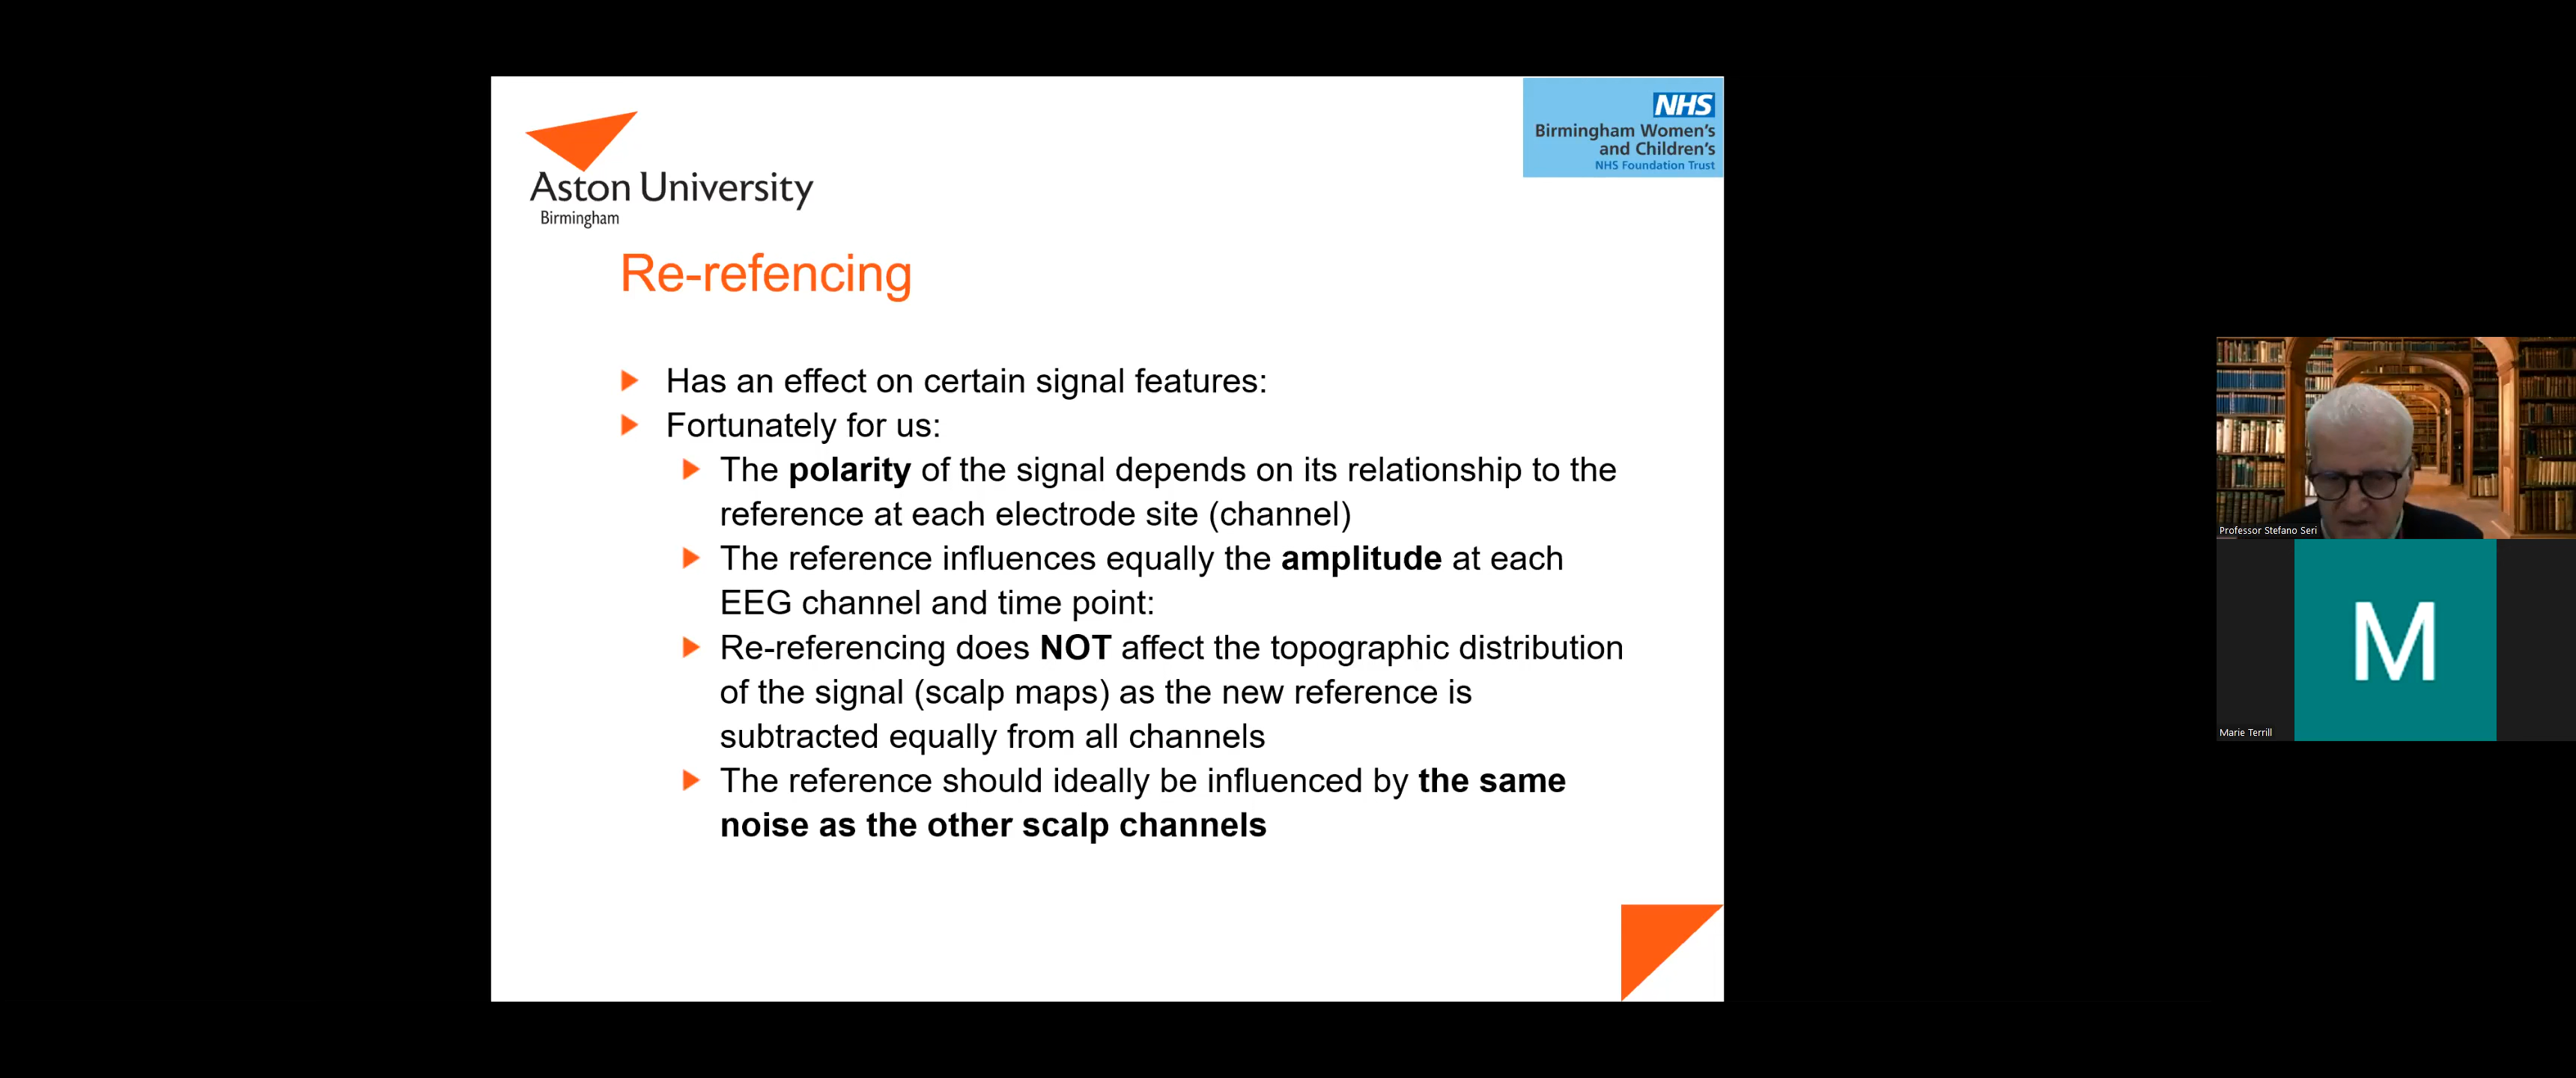 Aston University
Birmingham
NHS
Birmingham Women's
and Children's
NHS Foundation Trust
Re-refencing
Has an effect on certain signal features:
Fortunately for us:
The polarity of the signal depends on its relationship to the
reference at each electrode site (channel)
The reference influences equally the amplitude at each
EEG channel and time point:
Re-referencing does NOT affect the topographic distribution
of the signal (scalp maps) as the new reference is
subtracted equally from all channels
The reference should ideally be influenced by the same
noise as the other scalp channels
Professor Stefano Seri
M
Marie Terrill